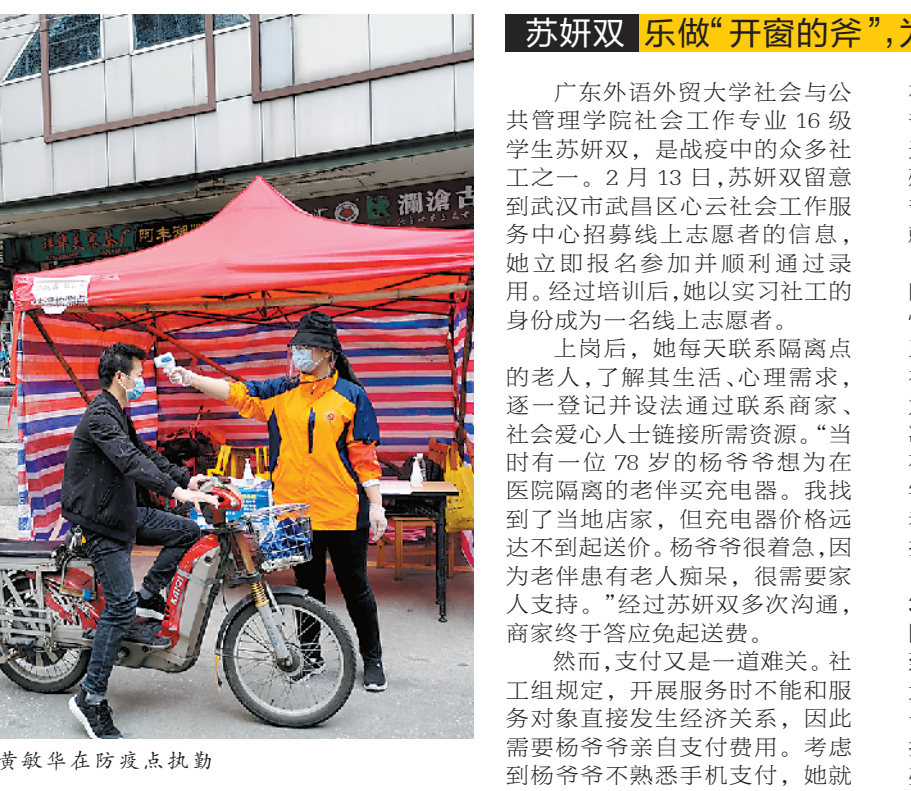 苏妍双 乐做“开窗的斧”,
广东外语外贸大学社会与公
共管理学院社会工作专业 16 级
学生苏妍双，是战疫中的众多社
工之一。2 月 13 日,苏妍双留意
到武汉市武昌区心云社会工作服
务中心招募线上志愿者的信息，
她立即报名参加并顺利通过录
用。经过培训后,她以实习社工的
身份成为一名线上志愿者。
上岗后，她每天联系隔离点
的老人,了解其生活、心理需求，
逐一登记并设法通过联系商家、
社会爱心人士链接所需资源。“当
时有一位 78 岁的杨爷爷想为在
医院隔离的老伴买充电器。我找
到了当地店家，但充电器价格远
达不到起送价。杨爷爷很着急,因
为老伴患有老人痴呆，很需要家
人支持。”经过苏妍双多次沟通，
商家终于答应免起送费。
然而,支付又是一道难关。社
工组规定，开展服务时不能和服
务对象直接发生经济关系，因此
需要杨爷爷亲自支付费用。考虑
到杨爷爷不熟悉手机支付，她就
黄敏华在防疫点执勤